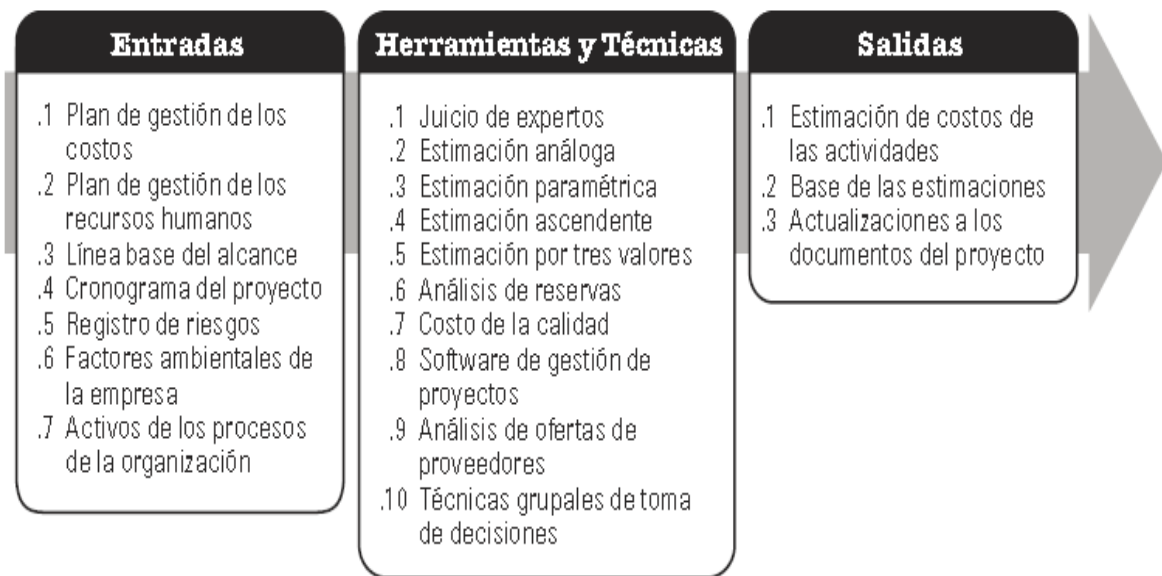 Entradas
.1 Plan de gestión de los
costos
.2 Plan de gestión de los
recursos humanos
.3 Línea base del alcance
.4 Cronograma del proyecto
.5 Registro de riesgos
.6 Factores ambientales de
la empresa
.7 Activos de los procesos
de la organización
Herramientas y Técnicas
.1 Juicio de expertos
.2 Estimación análoga
.3 Estimación paramétrica
.4 Estimación ascendente
.5 Estimación por tres valores
.6 Análisis de reservas
.7 Costo de la calidad
.8 Software de gestión de
proyectos
.9 Análisis de ofertas de
proveedores
.10 Técnicas grupales de toma
de decisiones
Salidas
.1 Estimación de costos de
las actividades
.2 Base de las estimaciones
.3 Actualizaciones a los
documentos del proyecto